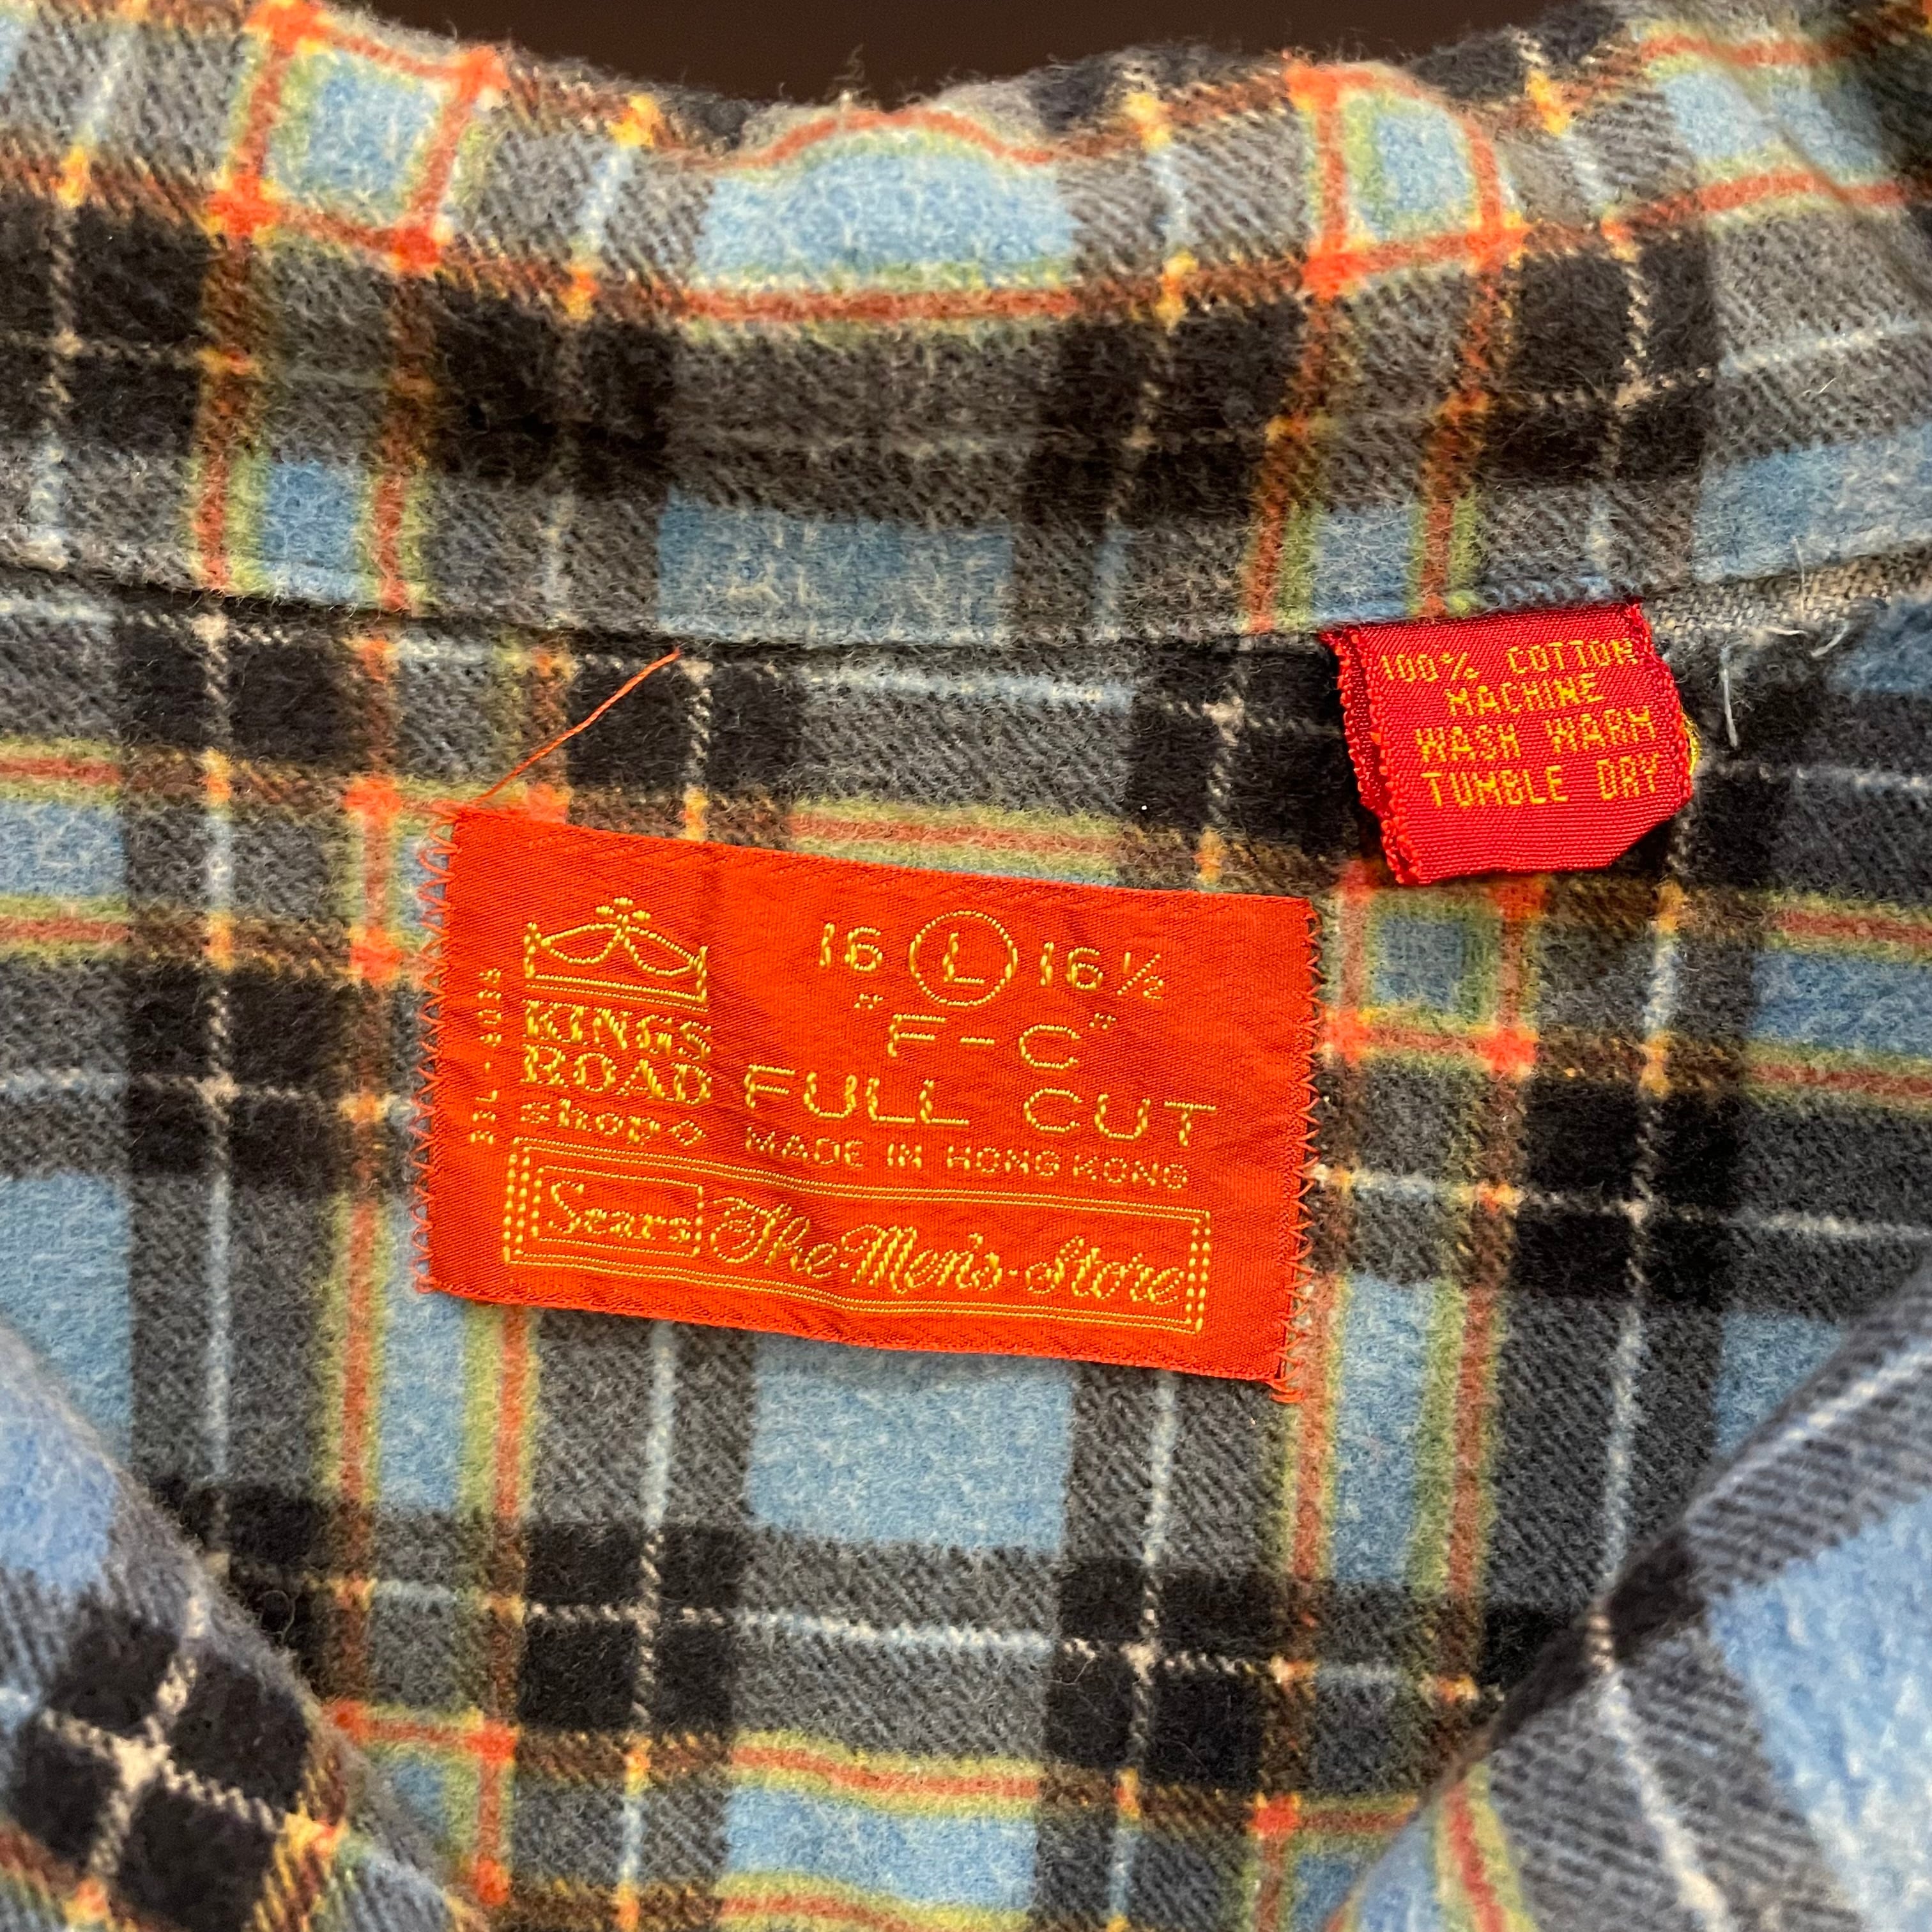 100% COTTON
MACHINE
WASH WARM
TUMBLE DRY
16 L 16½
"F-C"
FULL CUT
MADE IN HONG KONG
KINGS
ROAD
shop
Sears The Men's Store